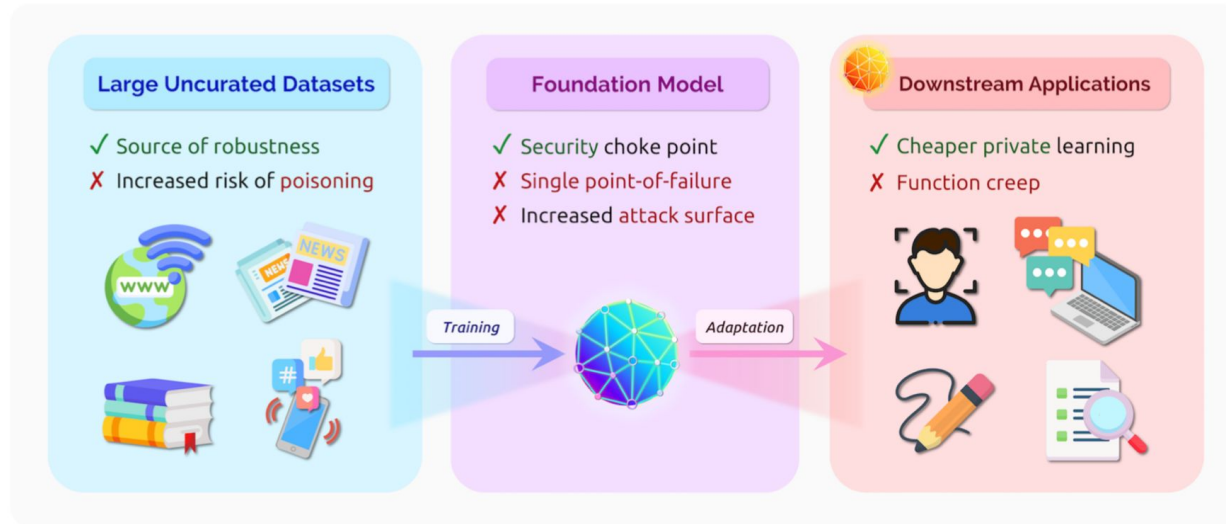 Large Uncurated Datasets
✓ Source of robustness
✗ Increased risk of poisoning
WWW
NEWS
NEWS
#
Training
Foundation Model
✓ Security choke point
✗ Single point-of-failure
✗ Increased attack surface
Adaptation
Downstream Applications
✓ Cheaper private learning
✗ Function creep